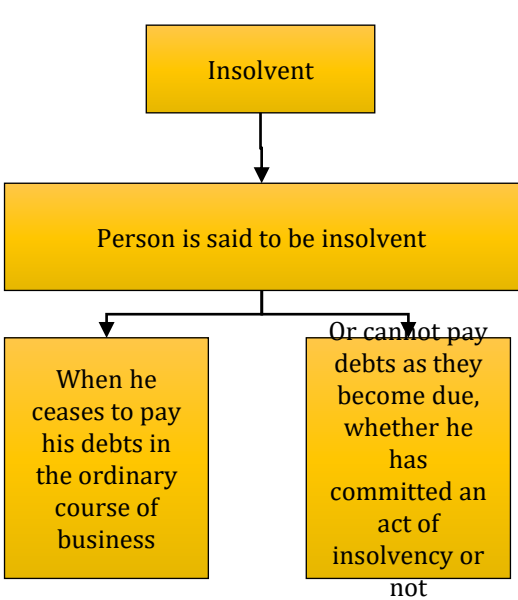 Insolvent
Person is said to be insolvent
When he
ceases to pay
his debts in
the ordinary
course of
business
Or cannot pay
debts as they
become due,
whether he
has
committed an
act of
insolvency or
not